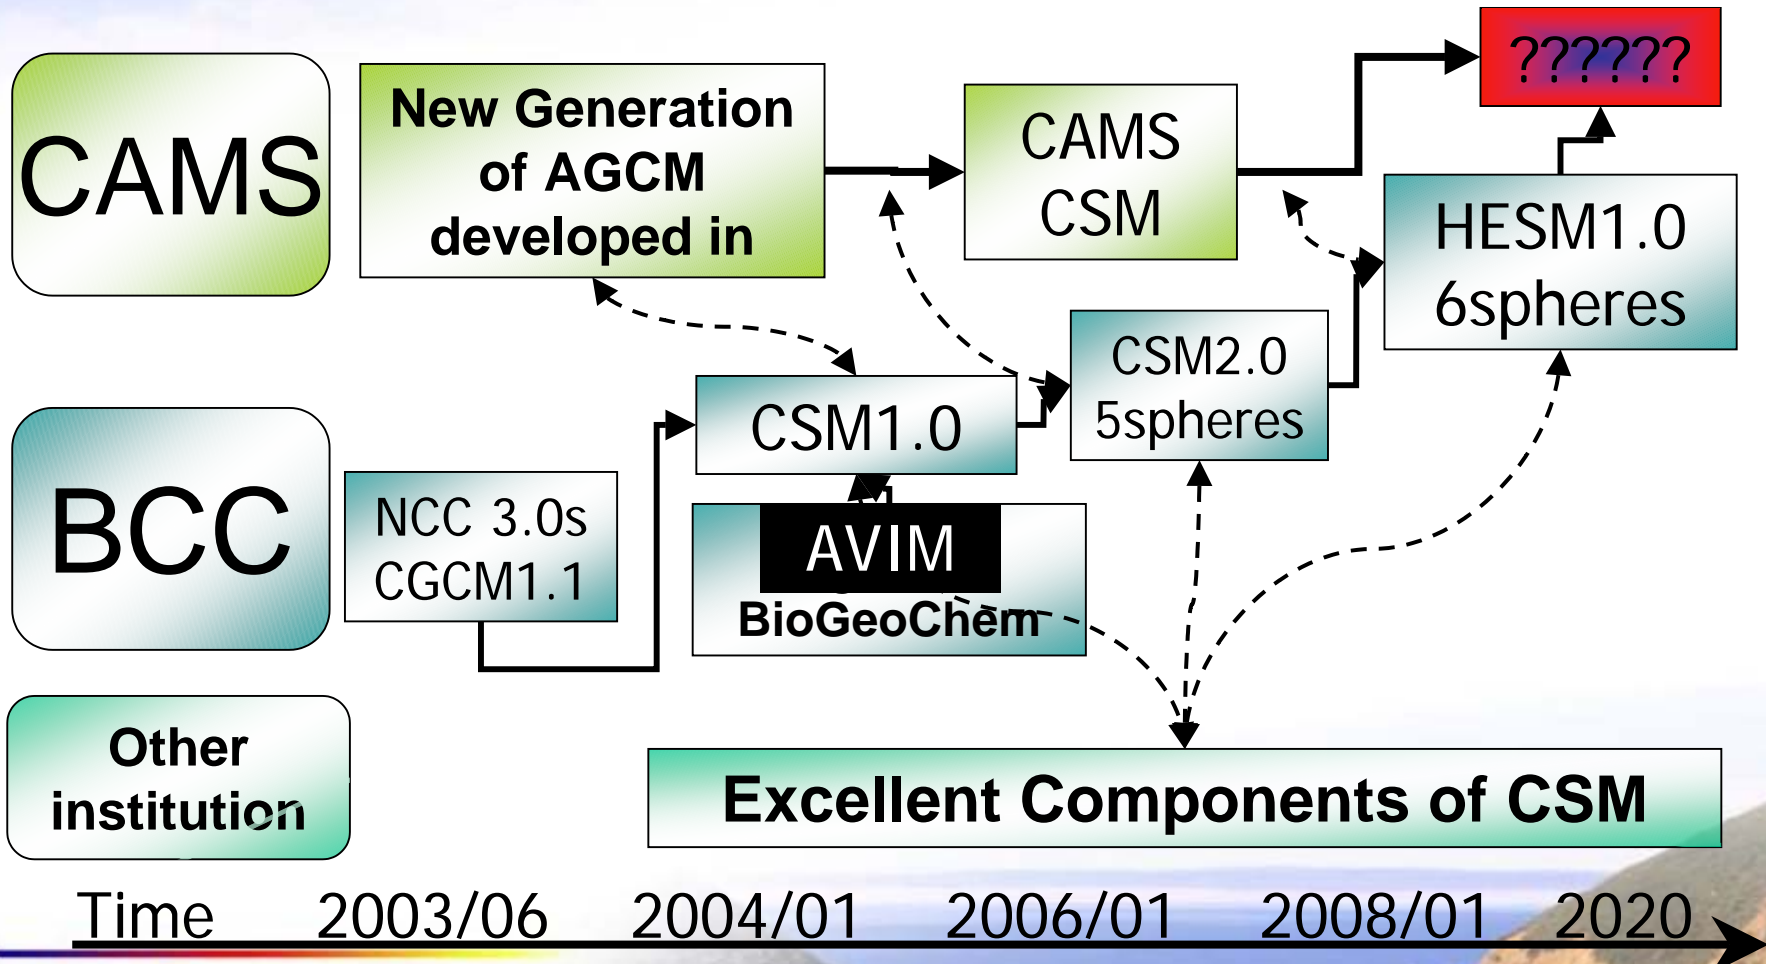 CAMS
New Generation
of AGCM
developed in
CAMS
CSM
??????
HESM1.0
6spheres
BCC
NCC 3.0s
CGCM1.1
CSM1.0
CSM2.0
5spheres
AVIM
BioGeoChem
Other
institution
Excellent Components of CSM
Time 2003/06 2004/01 2006/01 2008/01 2020